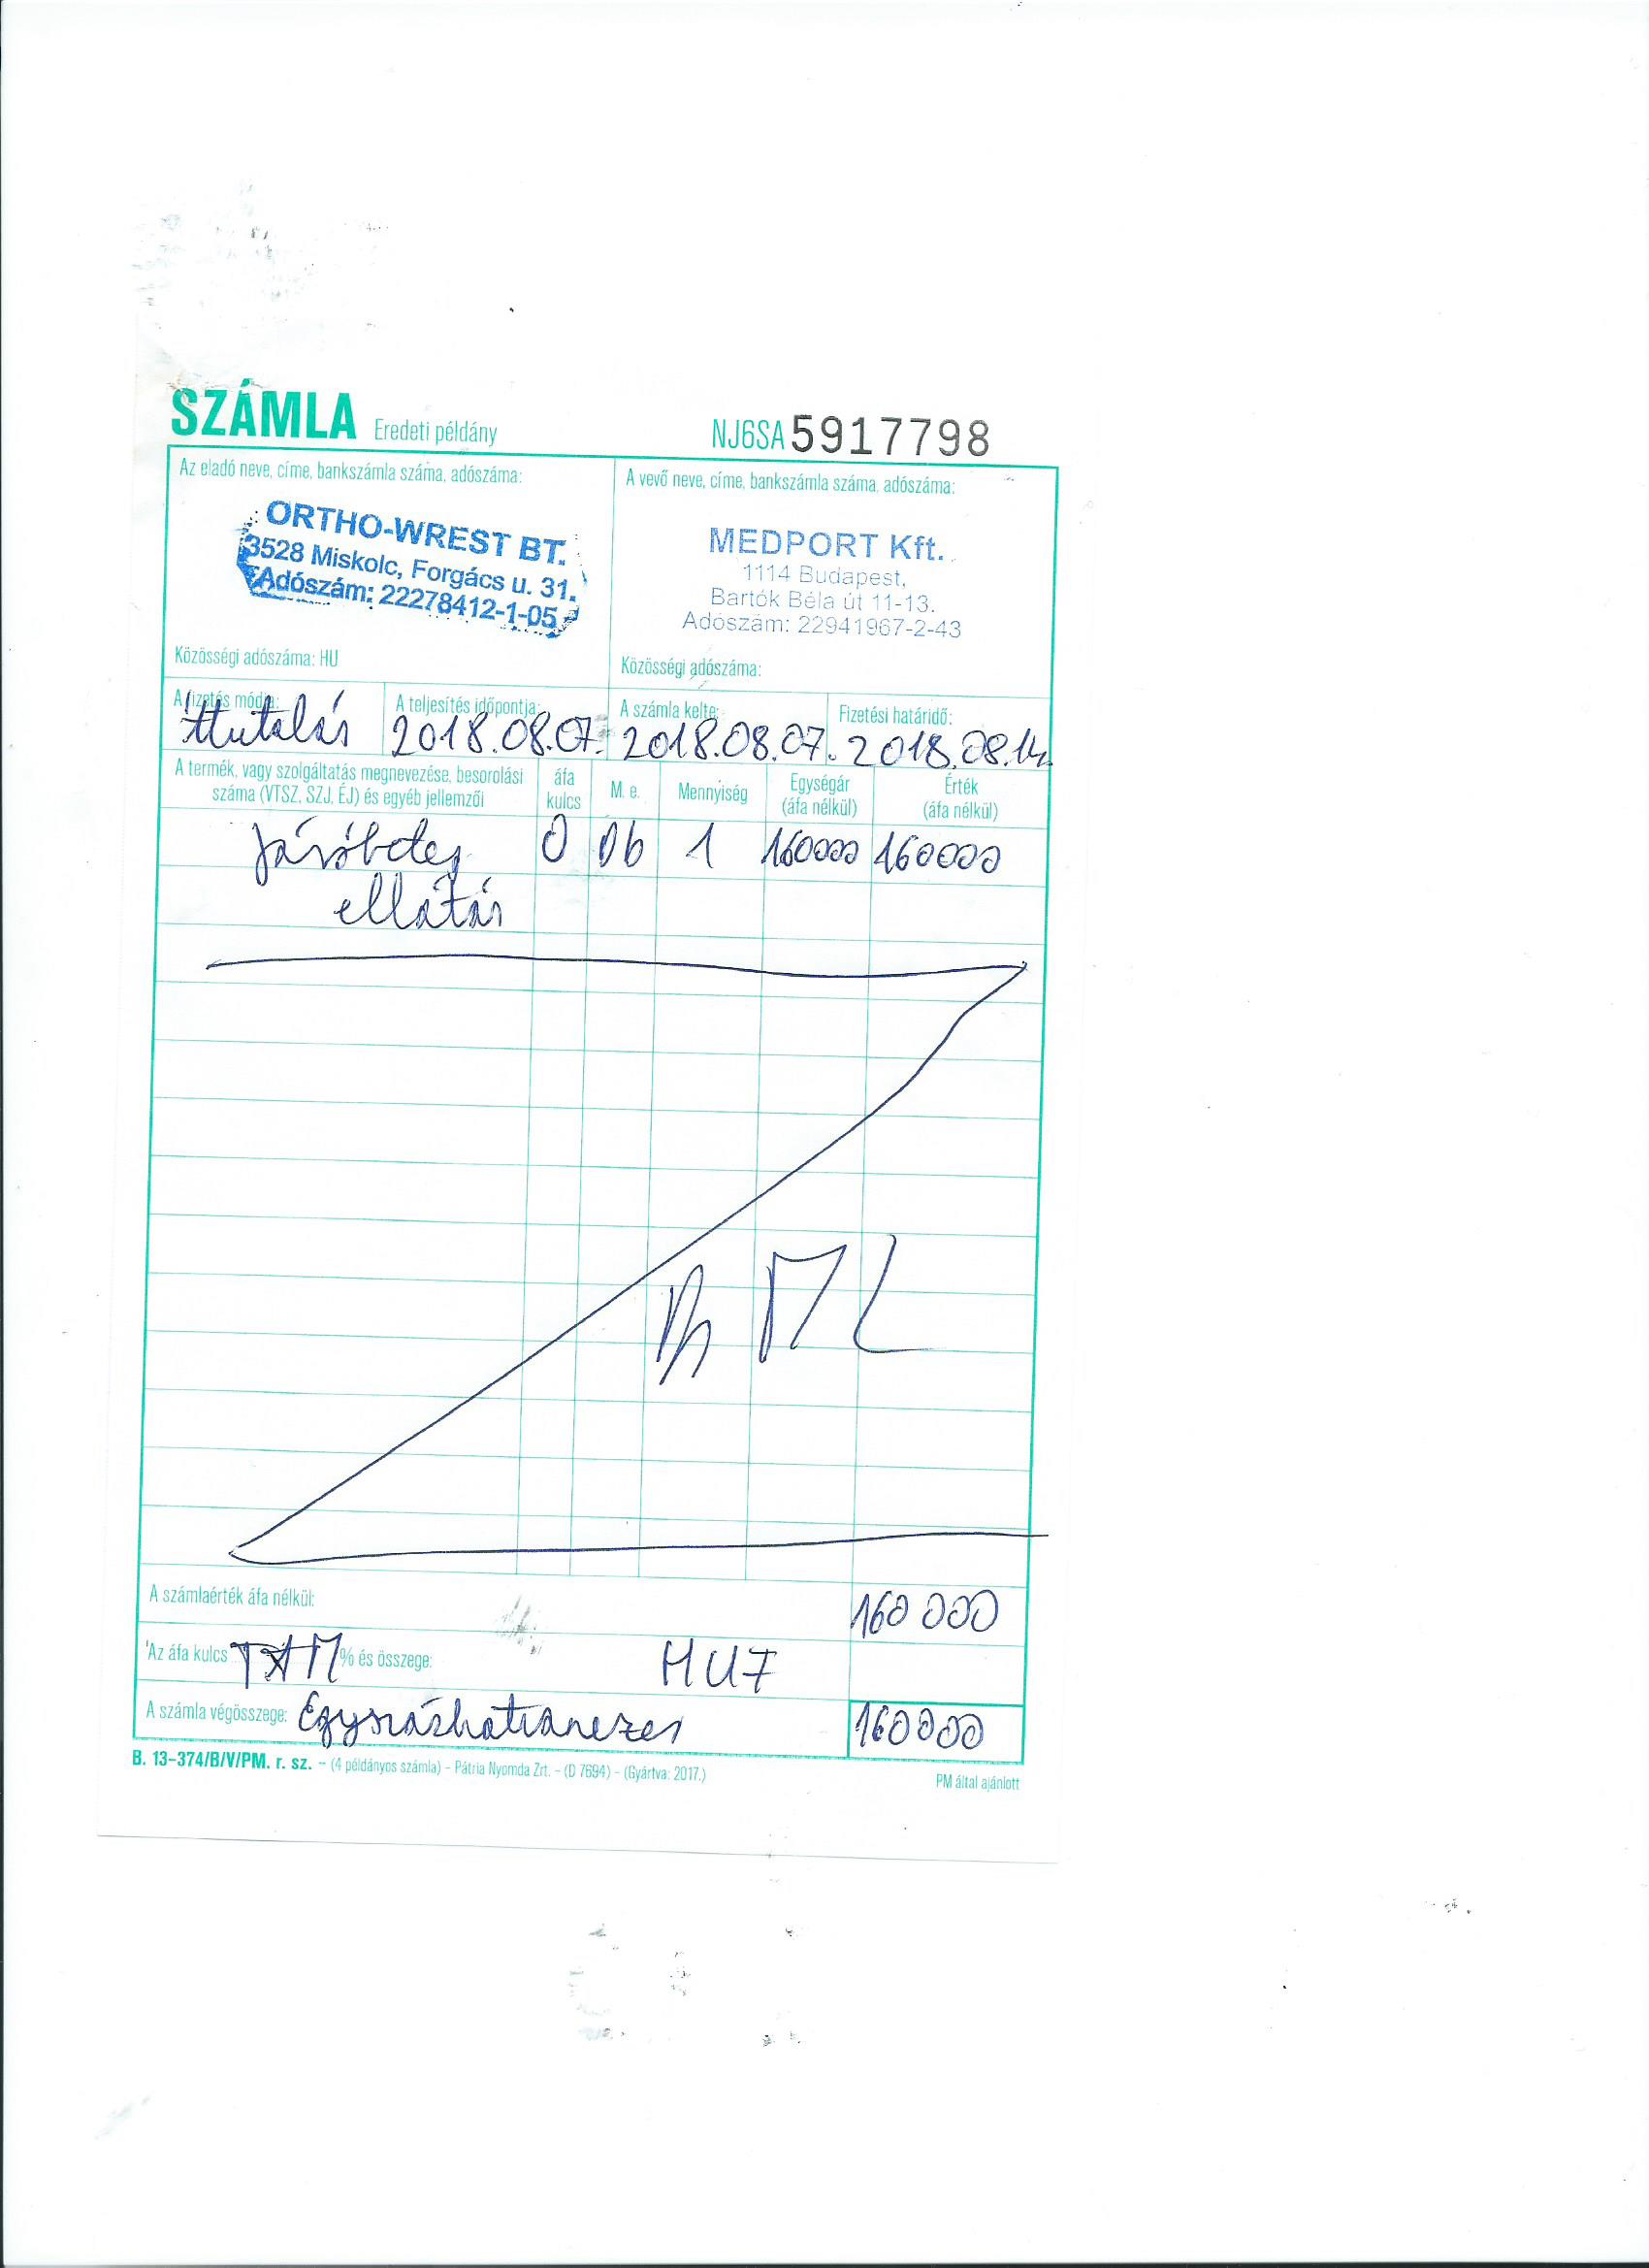 SZÁMLA Eredeti példány NJ6SA 5917798
Az eladó neve, címe, bankszámla száma, adószáma:
ORTHO-WREST BT.
3528 Miskolc, Forgács u. 31.
Adószám: 22278412-1-05
Közösségi adószáma: HU
A vevő neve, címe, bankszámla száma, adószáma:
MEDPORT Kft.
1114 Budapest,
Bartók Béla út 11-13.
Adószám: 22941967-2-43
Közösségi adószáma:
A fizetés módja: A teljesítés időpontja: A számla kelte: Fizetési határidő:
Átutalás 2018.08.07. 2018.08.07. 2018.08.14.
A termék, vagy szolgáltatás megnevezése, besorolási áfa M. e. Mennyiség Egységár Érték
száma (VTSZ, SZJ, ÉJ) és egyéb jellemzői kulcs (áfa nélkül) (áfa nélkül)
Járóbeteg 0 Db 1 160000 160000
ellátás
A számlaérték áfa nélkül: 160 000
Az áfa kulcs TAM % és összege: HUF
A számla végösszege: Egyszázhatvanezer 160000
B. 13-374/B/V/PM. r. sz. – (4 példányos számla) – Pátria Nyomda Zrt. – (D 7694) – (Gyártva: 2017.) PM által ajánlott